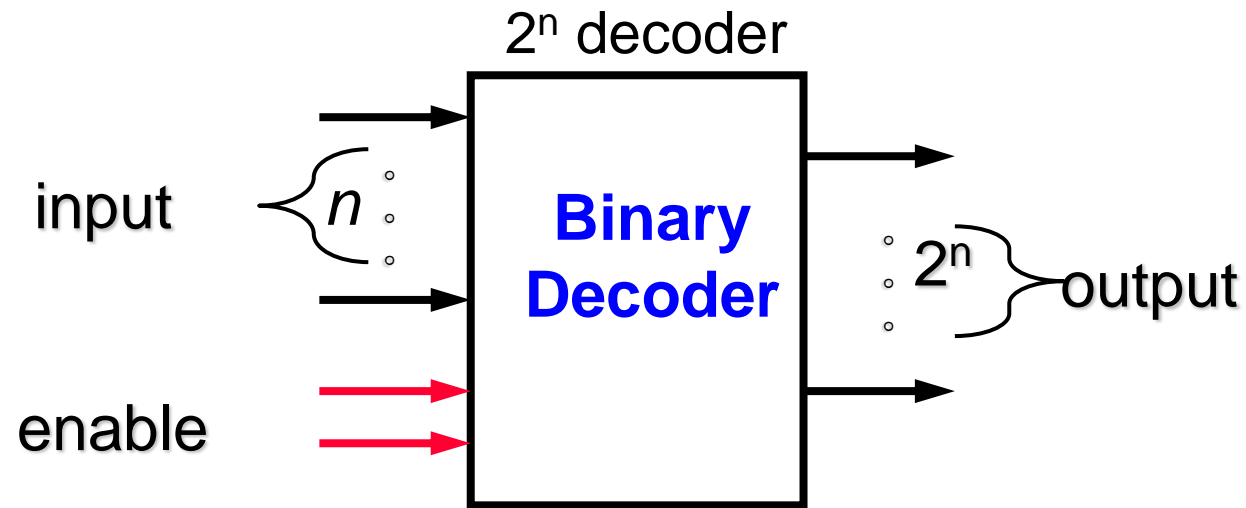 2ⁿ decoder
input
n
Binary
Decoder
2ⁿ
output
enable